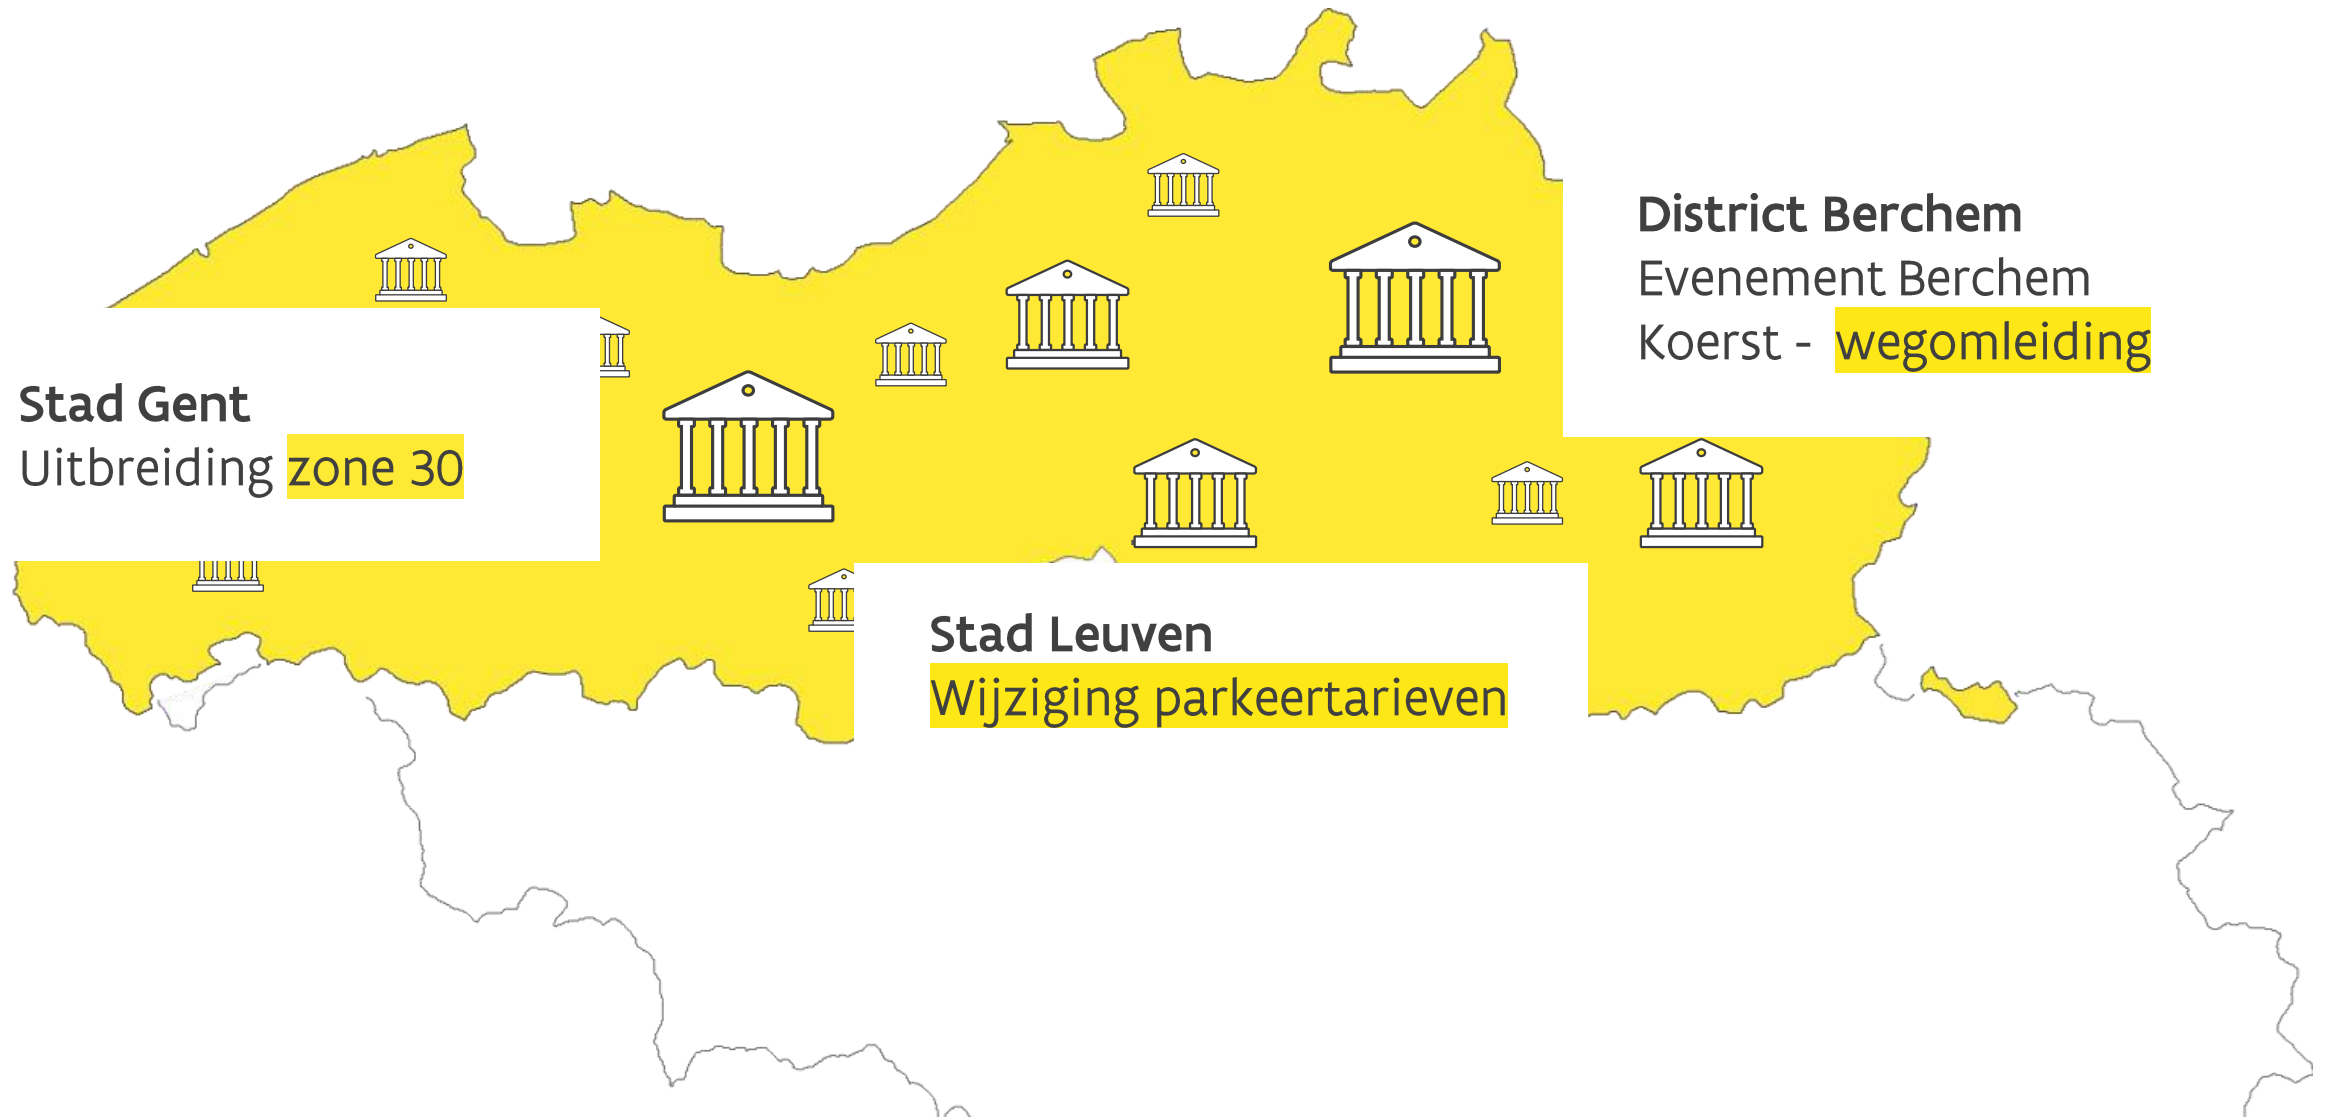 District Berchem
Evenement Berchem
Koerst - wegomleiding
Stad Gent
Uitbreiding zone 30
Stad Leuven
Wijziging parkeertarieven